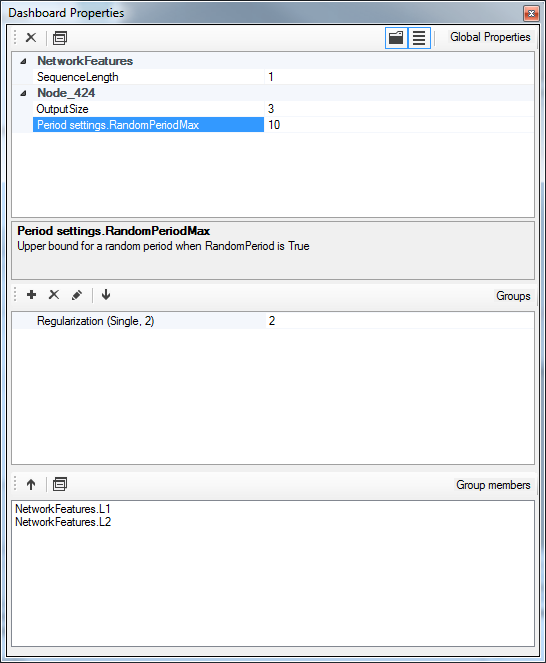 Dashboard Properties
Global Properties
NetworkFeatures
SequenceLength 1
Node_424
OutputSize 3
Period settings.RandomPeriodMax 10
Period settings.RandomPeriodMax
Upper bound for a random period when RandomPeriod is True
Groups
Regularization (Single, 2) 2
Group members
NetworkFeatures.L1
NetworkFeatures.L2